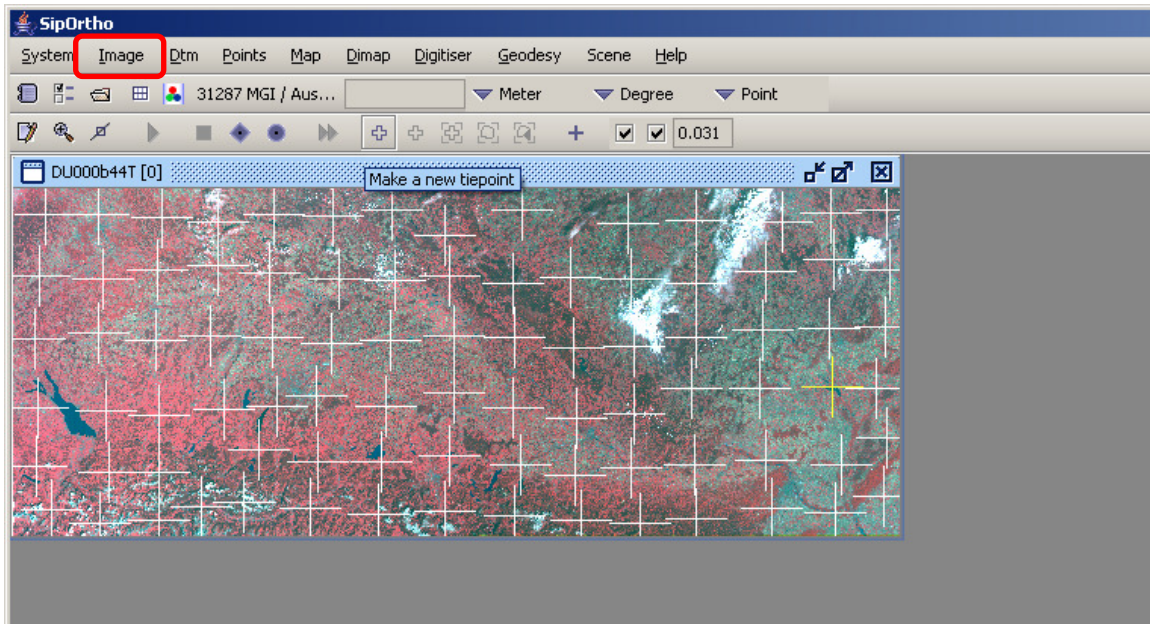 SipOrtho
System Image Dtm Points Map Dimap Digitiser Geodesy Scene Help
31287 MGI / Aus... Meter Degree Point
0.031
DU000b44T [0]
Make a new tiepoint